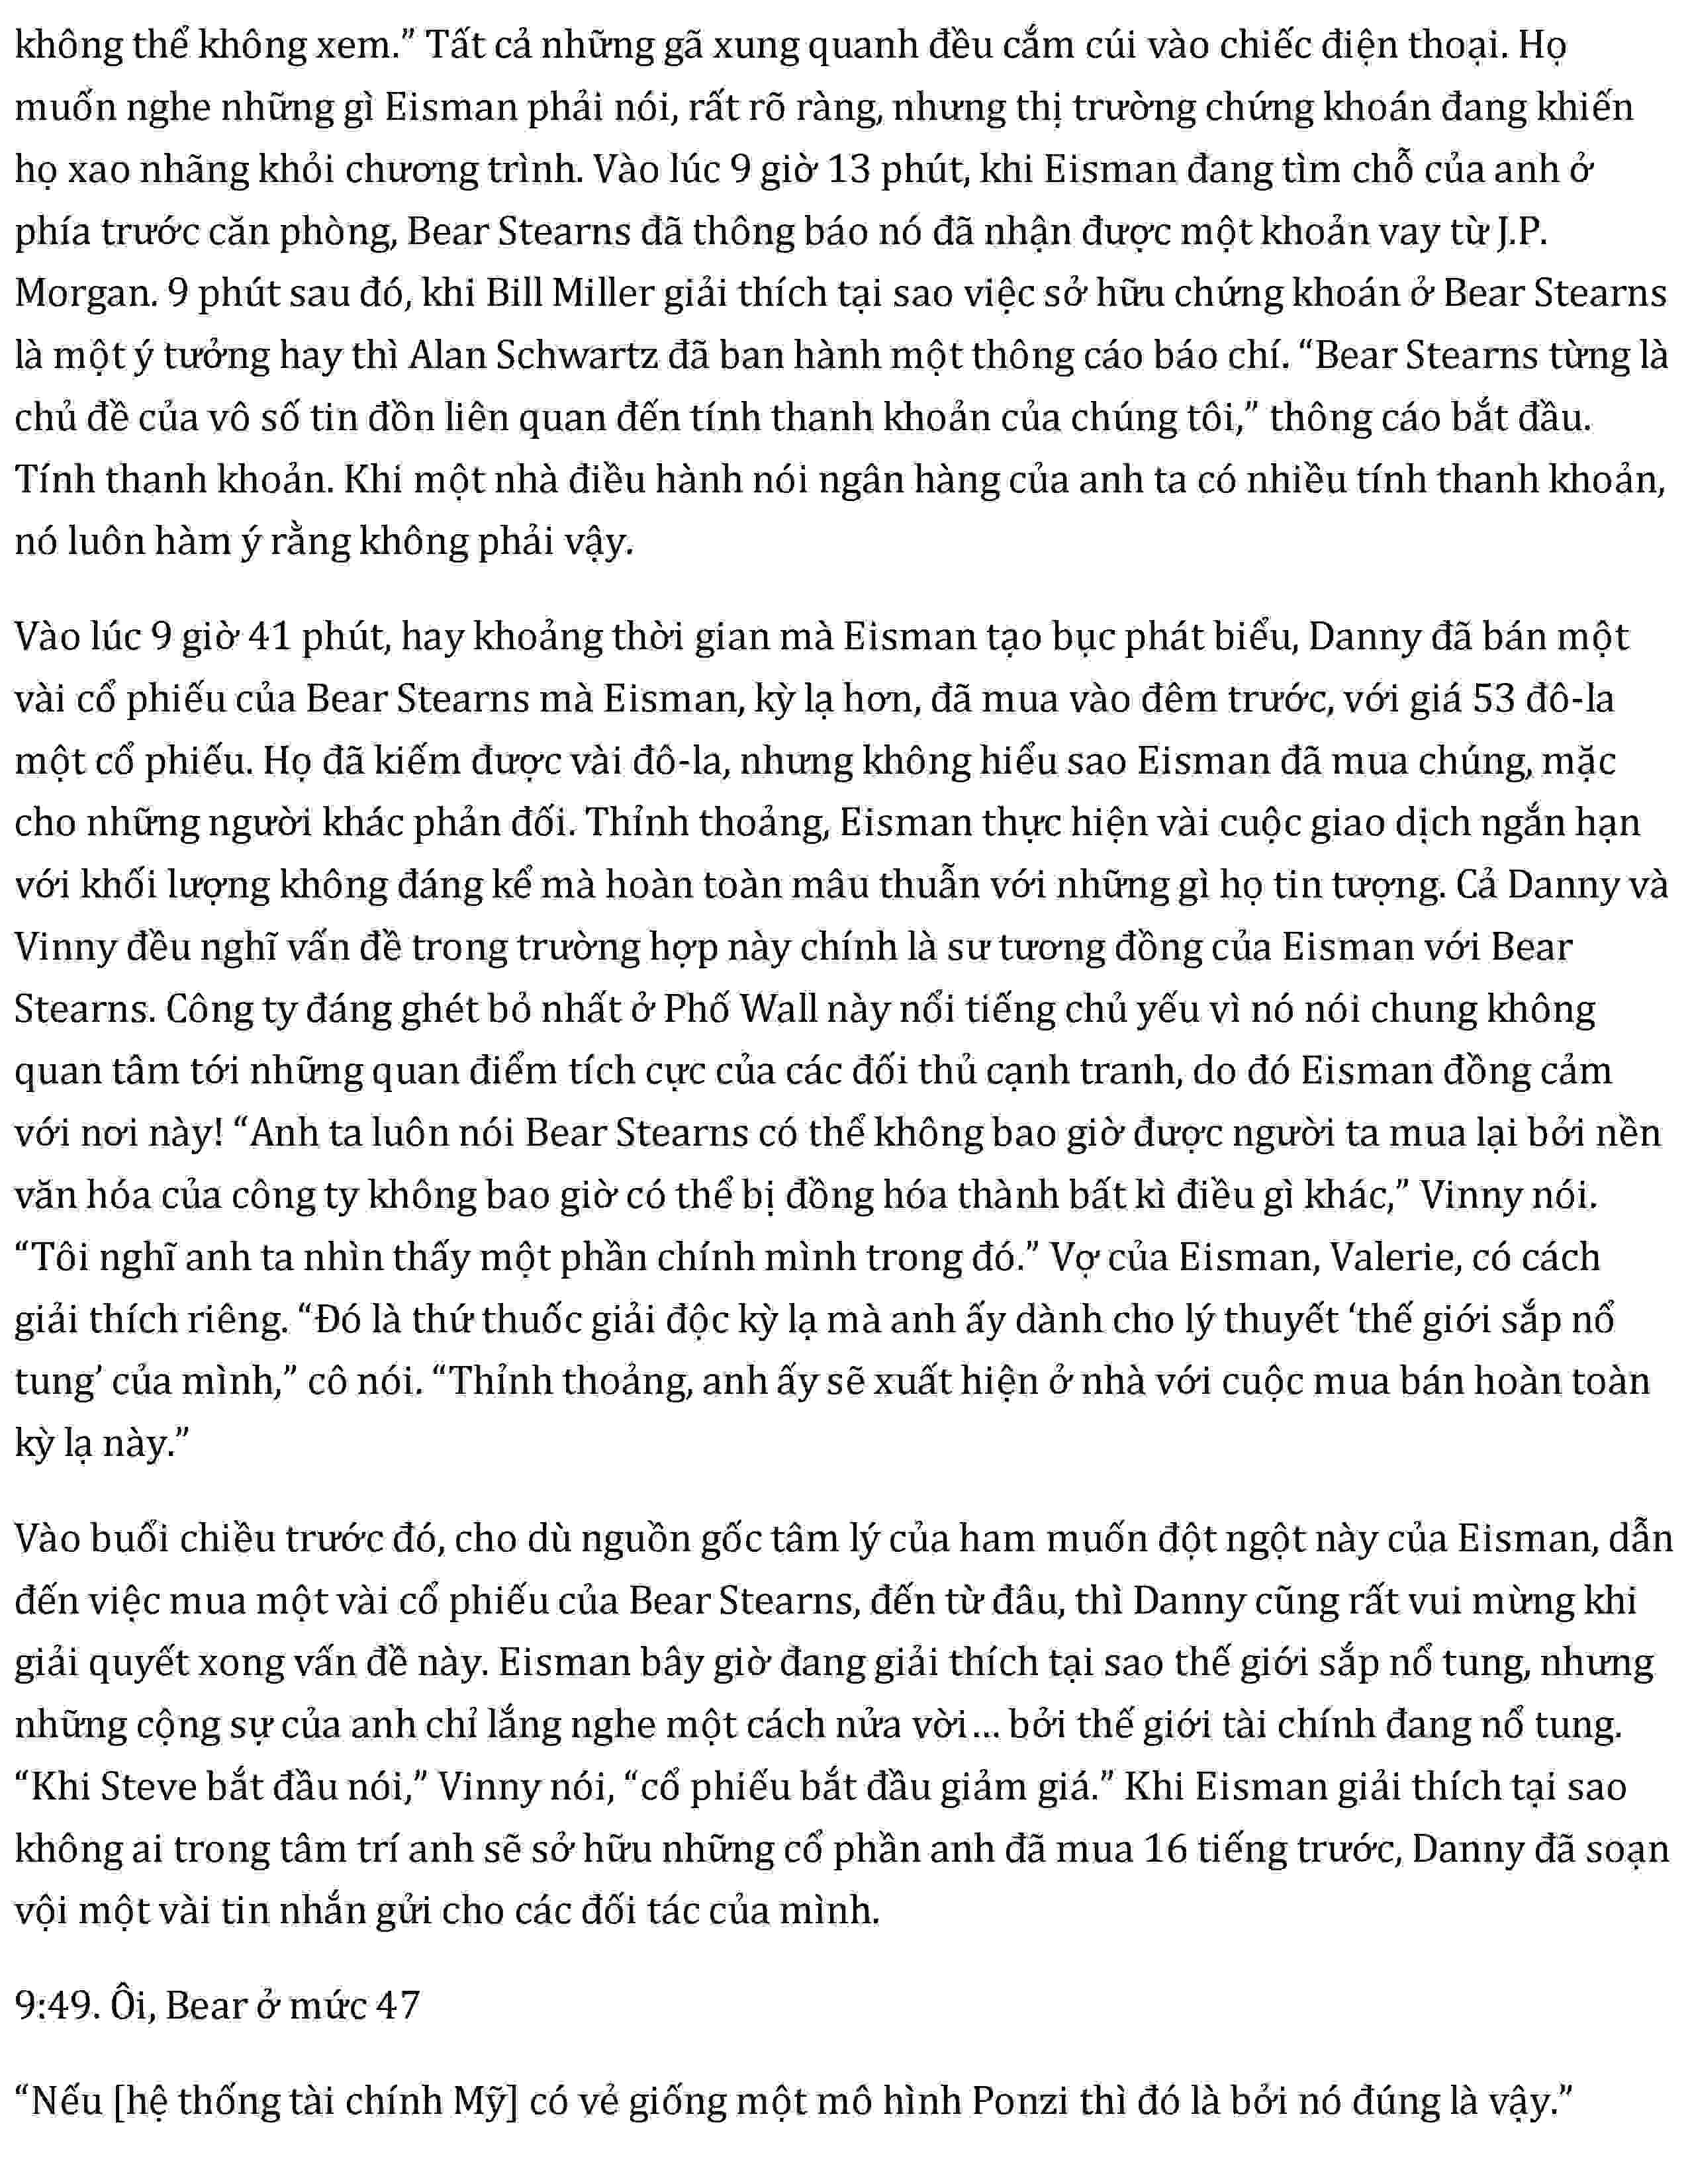 không thể không xem.” Tất cả những gã xung quanh đều cắm cúi vào chiếc điện thoại. Họ
muốn nghe những gì Eisman phải nói, rất rõ ràng, nhưng thị trường chứng khoán đang khiến
họ xao nhãng khỏi chương trình. Vào lúc 9 giờ 13 phút, khi Eisman đang tìm chỗ của anh ở
phía trước căn phòng, Bear Stearns đã thông báo nó đã nhận được một khoản vay từ J.P.
Morgan. 9 phút sau đó, khi Bill Miller giải thích tại sao việc sở hữu chứng khoán ở Bear Stearns
là một ý tưởng hay thì Alan Schwartz đã ban hành một thông cáo báo chí. “Bear Stearns từng là
chủ đề của vô số tin đồn liên quan đến tính thanh khoản của chúng tôi,” thông cáo bắt đầu.
Tính thanh khoản. Khi một nhà điều hành nói ngân hàng của anh ta có nhiều tính thanh khoản,
nó luôn hàm ý rằng không phải vậy.
Vào lúc 9 giờ 41 phút, hay khoảng thời gian mà Eisman tạo bục phát biểu, Danny đã bán một
vài cổ phiếu của Bear Stearns mà Eisman, kỳ lạ hơn, đã mua vào đêm trước, với giá 53 đô-la
một cổ phiếu. Họ đã kiếm được vài đô-la, nhưng không hiểu sao Eisman đã mua chúng, mặc
cho những người khác phản đối. Thỉnh thoảng, Eisman thực hiện vài cuộc giao dịch ngắn hạn
với khối lượng không đáng kể mà hoàn toàn mâu thuẫn với những gì họ tin tượng. Cả Danny và
Vinny đều nghĩ vấn đề trong trường hợp này chính là sư tương đồng của Eisman với Bear
Stearns. Công ty đáng ghét bỏ nhất ở Phố Wall này nổi tiếng chủ yếu vì nó nói chung không
quan tâm tới những quan điểm tích cực của các đối thủ cạnh tranh, do đó Eisman đồng cảm
với nơi này! “Anh ta luôn nói Bear Stearns có thể không bao giờ được người ta mua lại bởi nền
văn hóa của công ty không bao giờ có thể bị đồng hóa thành bất kì điều gì khác,” Vinny nói.
“Tôi nghĩ anh ta nhìn thấy một phần chính mình trong đó.” Vợ của Eisman, Valerie, có cách
giải thích riêng. “Đó là thứ thuốc giải độc kỳ lạ mà anh ấy dành cho lý thuyết ‘thế giới sắp nổ
tung’ của mình,” cô nói. “Thỉnh thoảng, anh ấy sẽ xuất hiện ở nhà với cuộc mua bán hoàn toàn
kỳ lạ này.”
Vào buổi chiều trước đó, cho dù nguồn gốc tâm lý của ham muốn đột ngột này của Eisman, dẫn
đến việc mua một vài cổ phiếu của Bear Stearns, đến từ đâu, thì Danny cũng rất vui mừng khi
giải quyết xong vấn đề này. Eisman bây giờ đang giải thích tại sao thế giới sắp nổ tung, nhưng
những cộng sự của anh chỉ lắng nghe một cách nửa vời... bởi thế giới tài chính đang nổ tung.
“Khi Steve bắt đầu nói,” Vinny nói, “cổ phiếu bắt đầu giảm giá.” Khi Eisman giải thích tại sao
không ai trong tâm trí anh sẽ sở hữu những cổ phần anh đã mua 16 tiếng trước, Danny đã soạn
vội một vài tin nhắn gửi cho các đối tác của mình.
9:49. Ôi, Bear ở mức 47
“Nếu [hệ thống tài chính Mỹ] có vẻ giống một mô hình Ponzi thì đó là bởi nó đúng là vậy.”